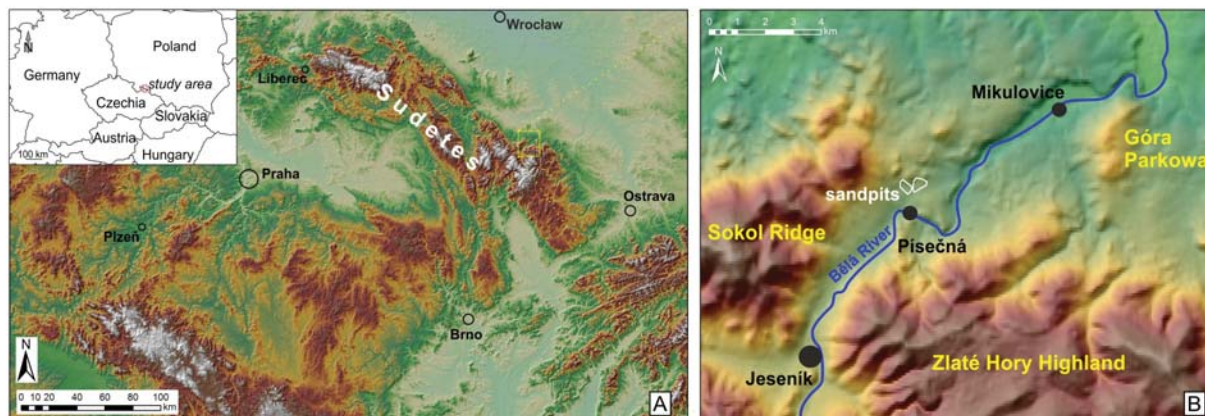 N
Poland
Germany
study area
Czechia
Slovakia
Austria
Hungary
100 km
Wrocław
Liberec
Sudetes
Praha
Ostrava
Plzeň
Brno
N
0 10 20 40 60 80 100
km
A
0 1 2 3 4
km
N
Mikulovice
Góra
Parkowa
sandpits
Sokol Ridge
Písečná
Bělá River
Zlaté Hory Highland
Jeseník
B